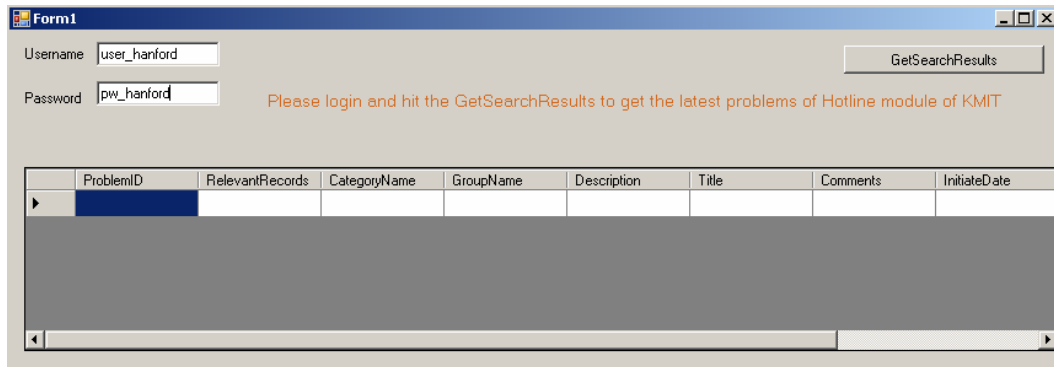 Form1
Username user_hanford
GetSearchResults
Password pw_hanford
Please login and hit the GetSearchResults to get the latest problems of Hotline module of KMIT
ProblemID RelevantRecords CategoryName GroupName Description Title Comments InitiateDate